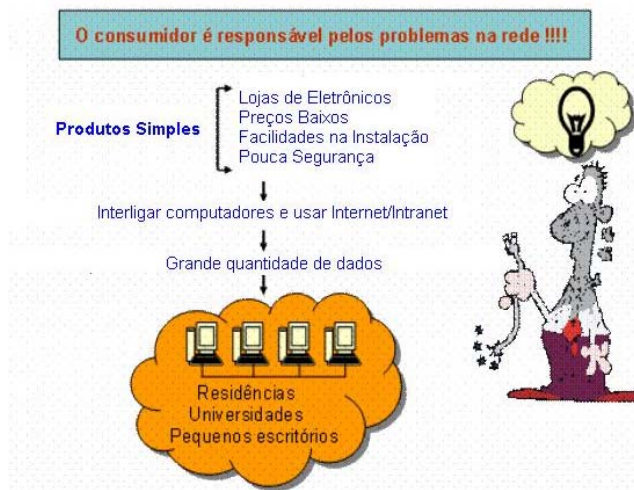 O consumidor é responsável pelos problemas na rede !!!!
Produtos Simples
Lojas de Eletrônicos
Preços Baixos
Facilidades na Instalação
Pouca Segurança
Interligar computadores e usar Internet/Intranet
Grande quantidade de dados
Residências
Universidades
Pequenos escritórios